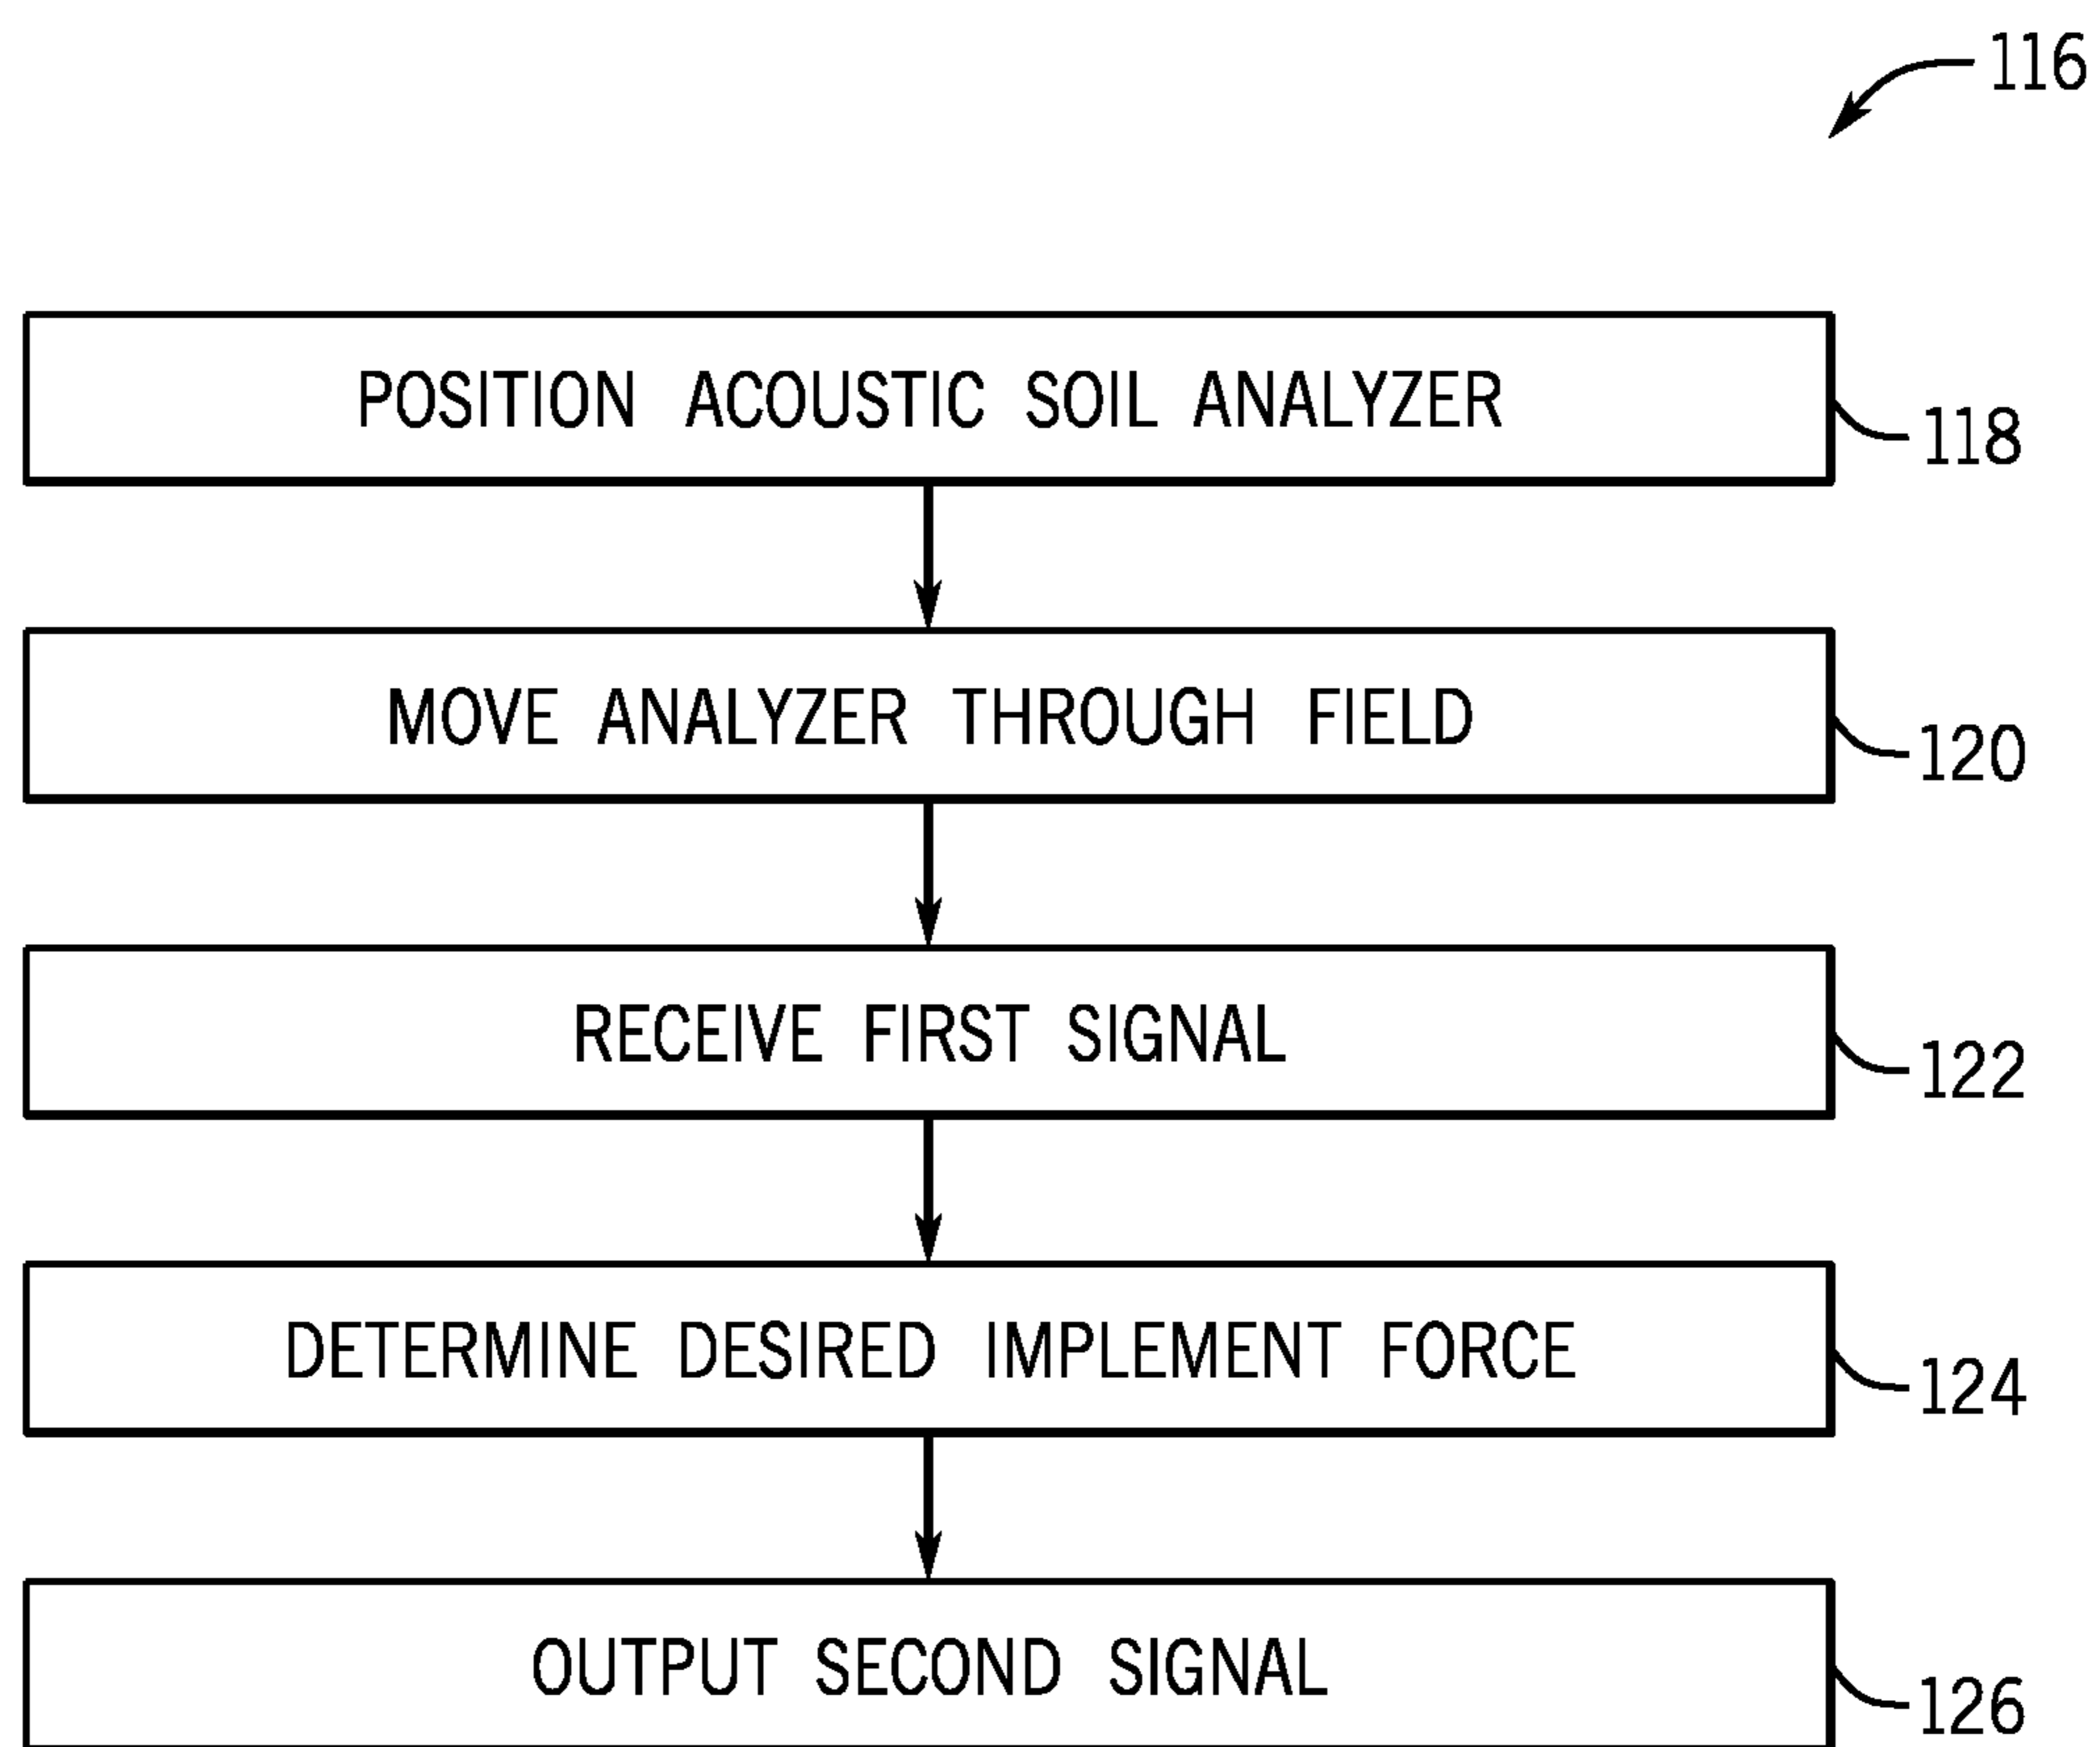 116
POSITION ACOUSTIC SOIL ANALYZER
118
MOVE ANALYZER THROUGH FIELD
120
RECEIVE FIRST SIGNAL
122
DETERMINE DESIRED IMPLEMENT FORCE
124
OUTPUT SECOND SIGNAL
126